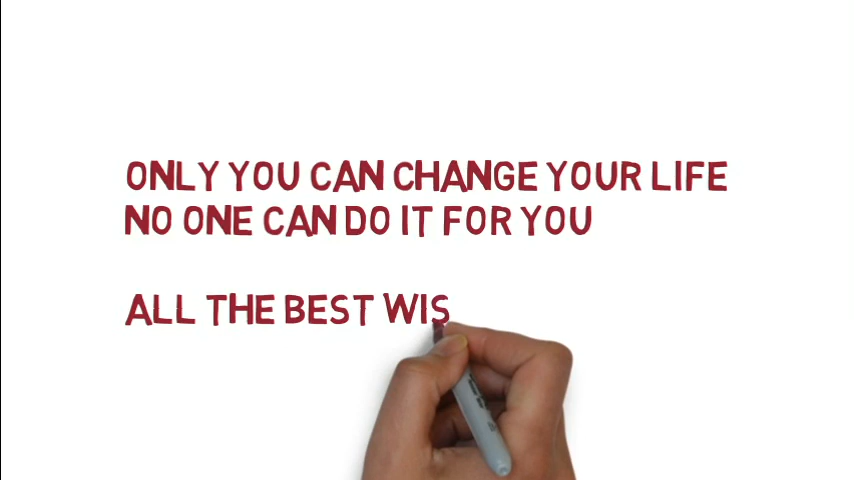 ONLY YOU CAN CHANGE YOUR LIFE
NO ONE CAN DO IT FOR YOU
ALL THE BEST WIS